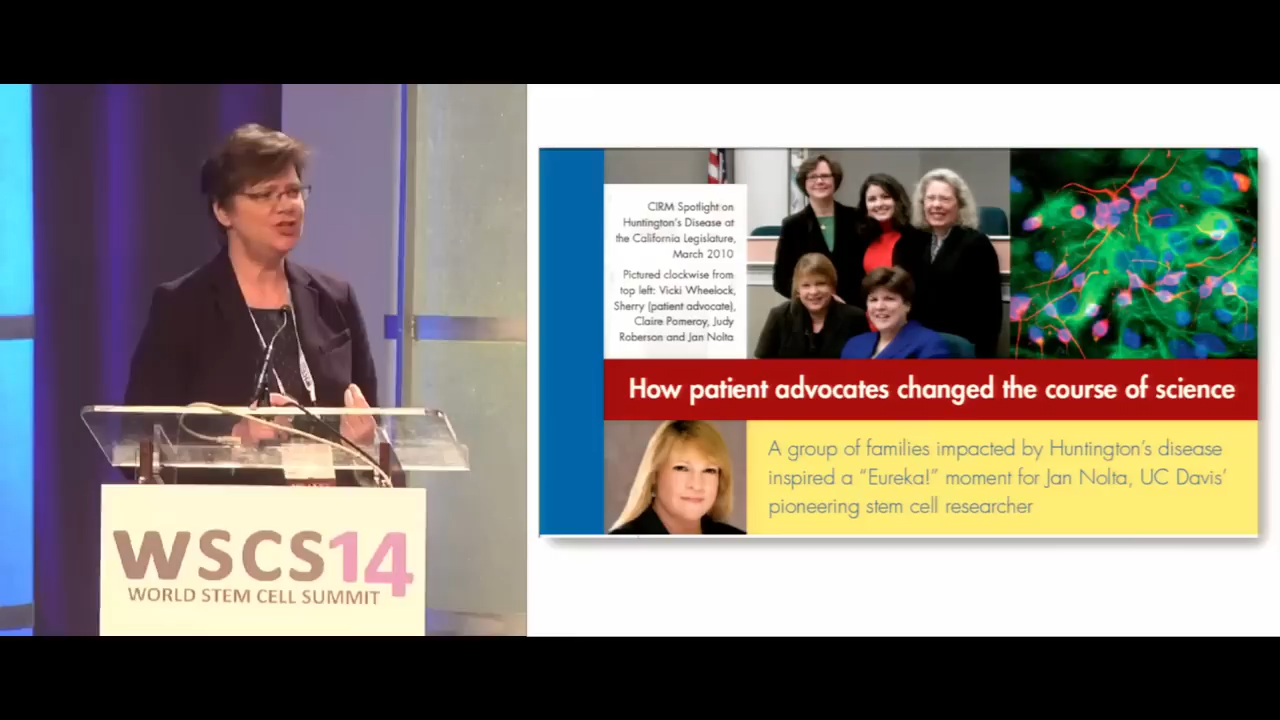 WSCS14
WORLD STEM CELL SUMMIT
CIRM Spotlight on
Huntington's Disease at
the California Legislature,
March 2010
Pictured clockwise from
top left: Vicki Wheelock,
Sherry (patient advocate),
Claire Pomeroy, Judy
Roberson and Jan Nolta
How patient advocates changed the course of science
A group of families impacted by Huntington's disease
inspired a "Eureka!" moment for Jan Nolta, UC Davis'
pioneering stem cell researcher